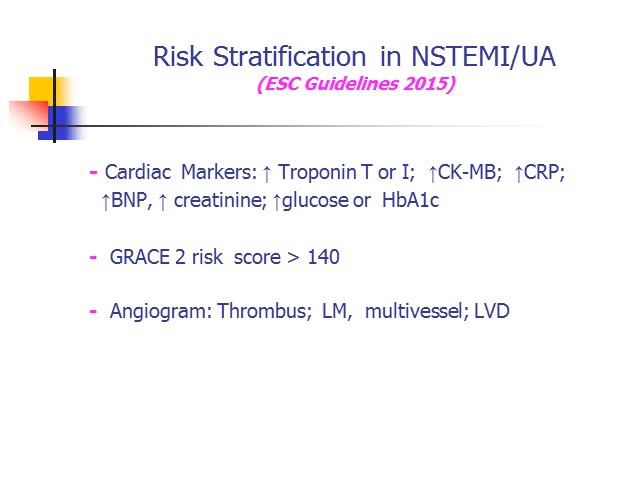 Risk Stratification in NSTEMI/UA
(ESC Guidelines 2015)
- Cardiac Markers: ↑ Troponin T or I; ↑CK-MB; ↑CRP;
↑BNP, ↑ creatinine; ↑glucose or HbA1c
- GRACE 2 risk score > 140
- Angiogram: Thrombus; LM, multivessel; LVD